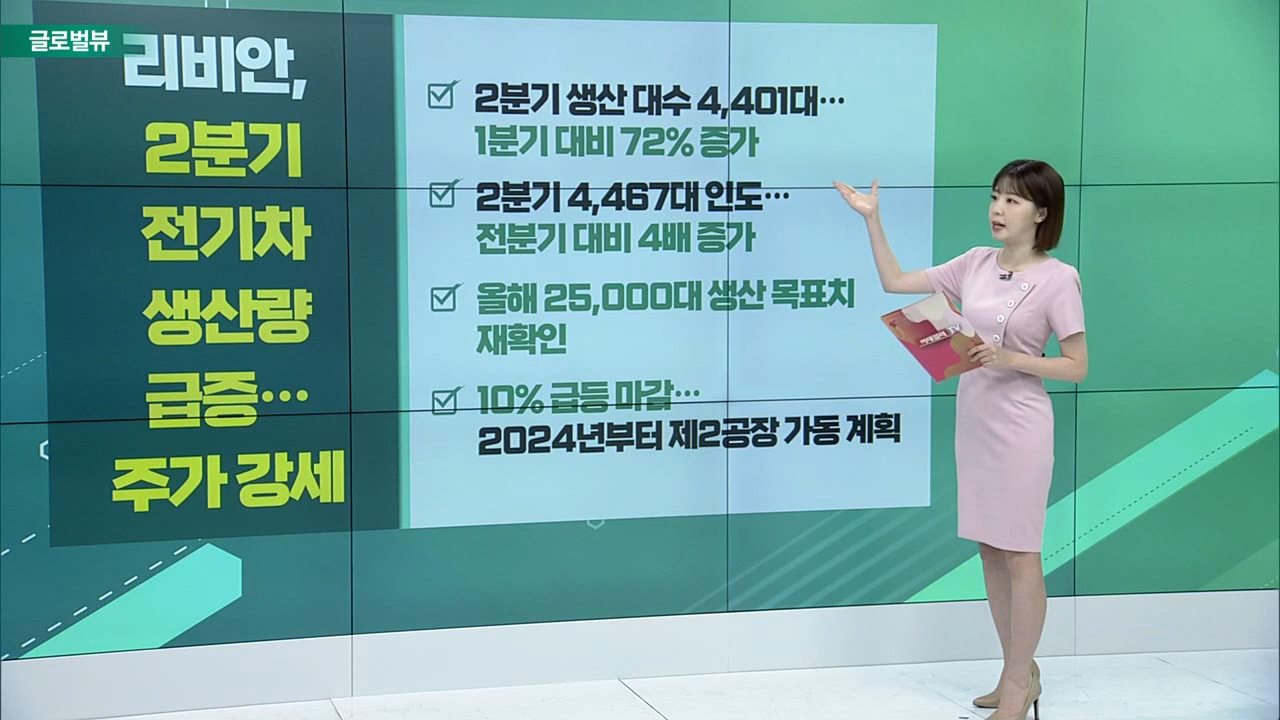 글로벌뷰
리비안,
2분기
전기차
생산량
급증…
주가 강세
2분기 생산 대수 4,401대…
1분기 대비 72% 증가
2분기 4,467대 인도…
전분기 대비 4배 증가
올해 25,000대 생산 목표치
재확인
10% 급등 마감…
2024년부터 제2공장 가동 계획
TV